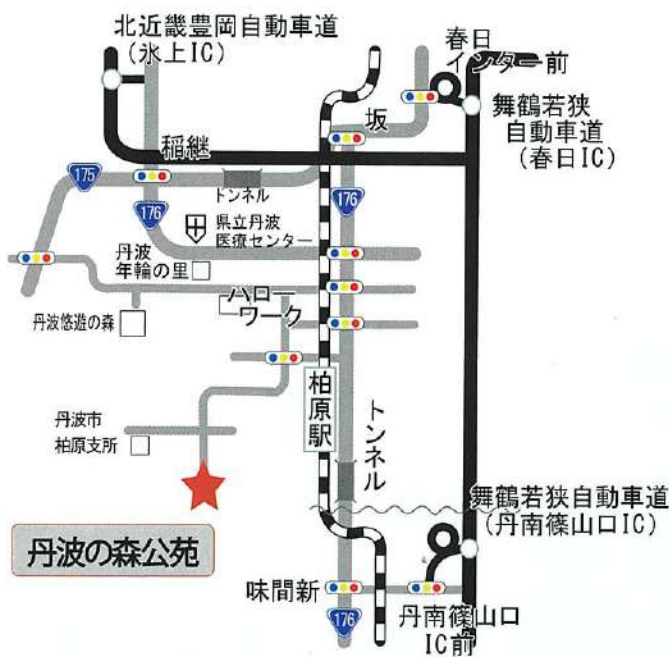 北近畿豊岡自動車道
(氷上IC)
春日
インター前
坂
舞鶴若狭
自動車道
(春日IC)
稲継
175
トンネル
176
176
県立丹波
医療センター
丹波
年輪の里
ハロー
ワーク
丹波悠遊の森
柏原駅
トンネル
丹波市
柏原支所
舞鶴若狭自動車道
(丹南篠山口IC)
丹波の森公苑
味間新
176
丹南篠山口
IC前